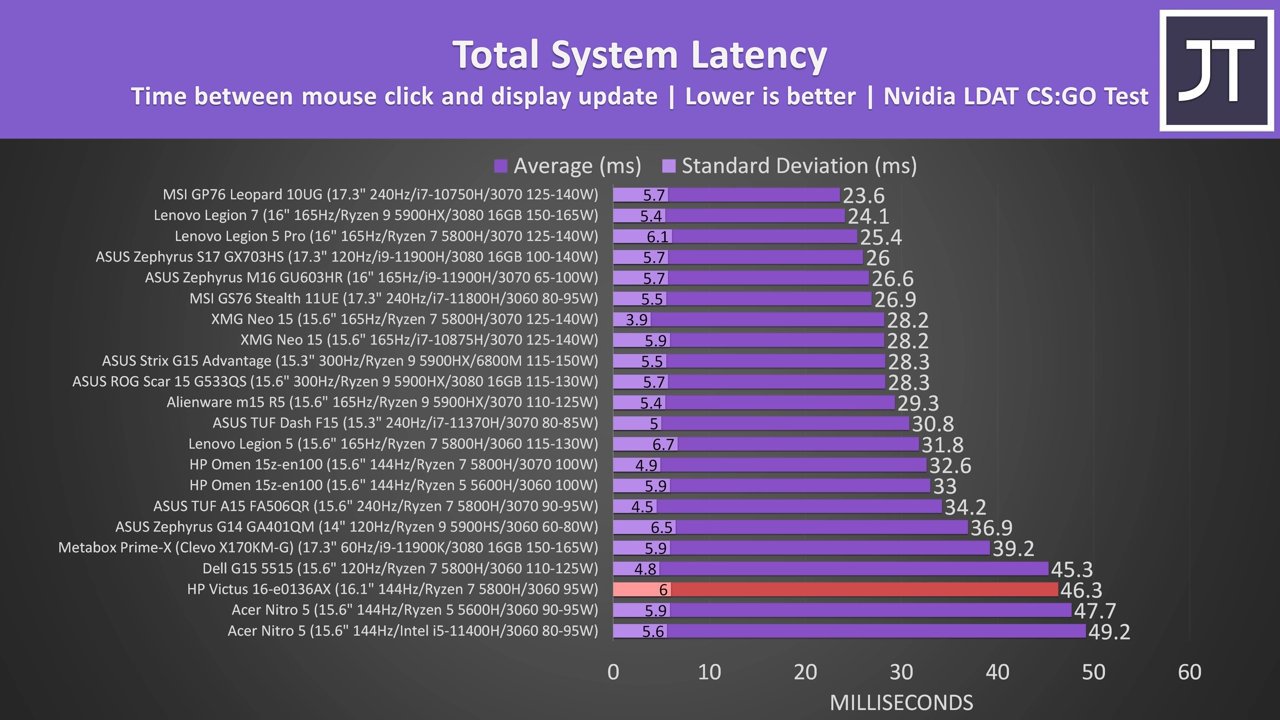 Total System Latency
JT
Time between mouse click and display update | Lower is better | Nvidia LDAT CS:GO Test
Average (ms) Standard Deviation (ms)
MSI GP76 Leopard 10UG (17.3" 240Hz/i7-10750H/3070 125-140W) 5.7 23.6
Lenovo Legion 7 (16" 165Hz/Ryzen 9 5900HX/3080 16GB 150-165W) 5.4 24.1
Lenovo Legion 5 Pro (16" 165Hz/Ryzen 7 5800H/3070 125-140W) 6.1 25.4
ASUS Zephyrus S17 GX703HS (17.3" 120Hz/i9-11900H/3080 16GB 100-140W) 5.7 26
ASUS Zephyrus M16 GU603HR (16" 165Hz/i9-11900H/3070 65-100W) 5.7 26.6
MSI GS76 Stealth 11UE (17.3" 240Hz/i7-11800H/3060 80-95W) 5.5 26.9
XMG Neo 15 (15.6" 165Hz/Ryzen 7 5800H/3070 125-140W) 3.9 28.2
XMG Neo 15 (15.6" 165Hz/i7-10875H/3070 125-140W) 5.9 28.2
ASUS Strix G15 Advantage (15.3" 300Hz/Ryzen 9 5900HX/6800M 115-150W) 5.5 28.3
ASUS ROG Scar 15 G533QS (15.6" 300Hz/Ryzen 9 5900HX/3080 16GB 115-130W) 5.7 28.3
Alienware m15 R5 (15.6" 165Hz/Ryzen 9 5900HX/3070 110-125W) 5.4 29.3
ASUS TUF Dash F15 (15.3" 240Hz/i7-11370H/3070 80-85W) 5 30.8
Lenovo Legion 5 (15.6" 165Hz/Ryzen 7 5800H/3060 115-130W) 6.7 31.8
HP Omen 15z-en100 (15.6" 144Hz/Ryzen 7 5800H/3070 100W) 4.9 32.6
HP Omen 15z-en100 (15.6" 144Hz/Ryzen 5 5600H/3060 100W) 5.9 33
ASUS TUF A15 FA506QR (15.6" 240Hz/Ryzen 7 5800H/3070 90-95W) 4.5 34.2
ASUS Zephyrus G14 GA401QM (14" 120Hz/Ryzen 9 5900HS/3060 60-80W) 6.5 36.9
Metabox Prime-X (Clevo X170KM-G) (17.3" 60Hz/i9-11900K/3080 16GB 150-165W) 5.9 39.2
Dell G15 5515 (15.6" 120Hz/Ryzen 7 5800H/3060 110-125W) 4.8 45.3
HP Victus 16-e0136AX (16.1" 144Hz/Ryzen 7 5800H/3060 95W) 6 46.3
Acer Nitro 5 (15.6" 144Hz/Ryzen 5 5600H/3060 90-95W) 5.9 47.7
Acer Nitro 5 (15.6" 144Hz/Intel i5-11400H/3060 80-95W) 5.6 49.2
0 10 20 30 40 50 60
MILLISECONDS